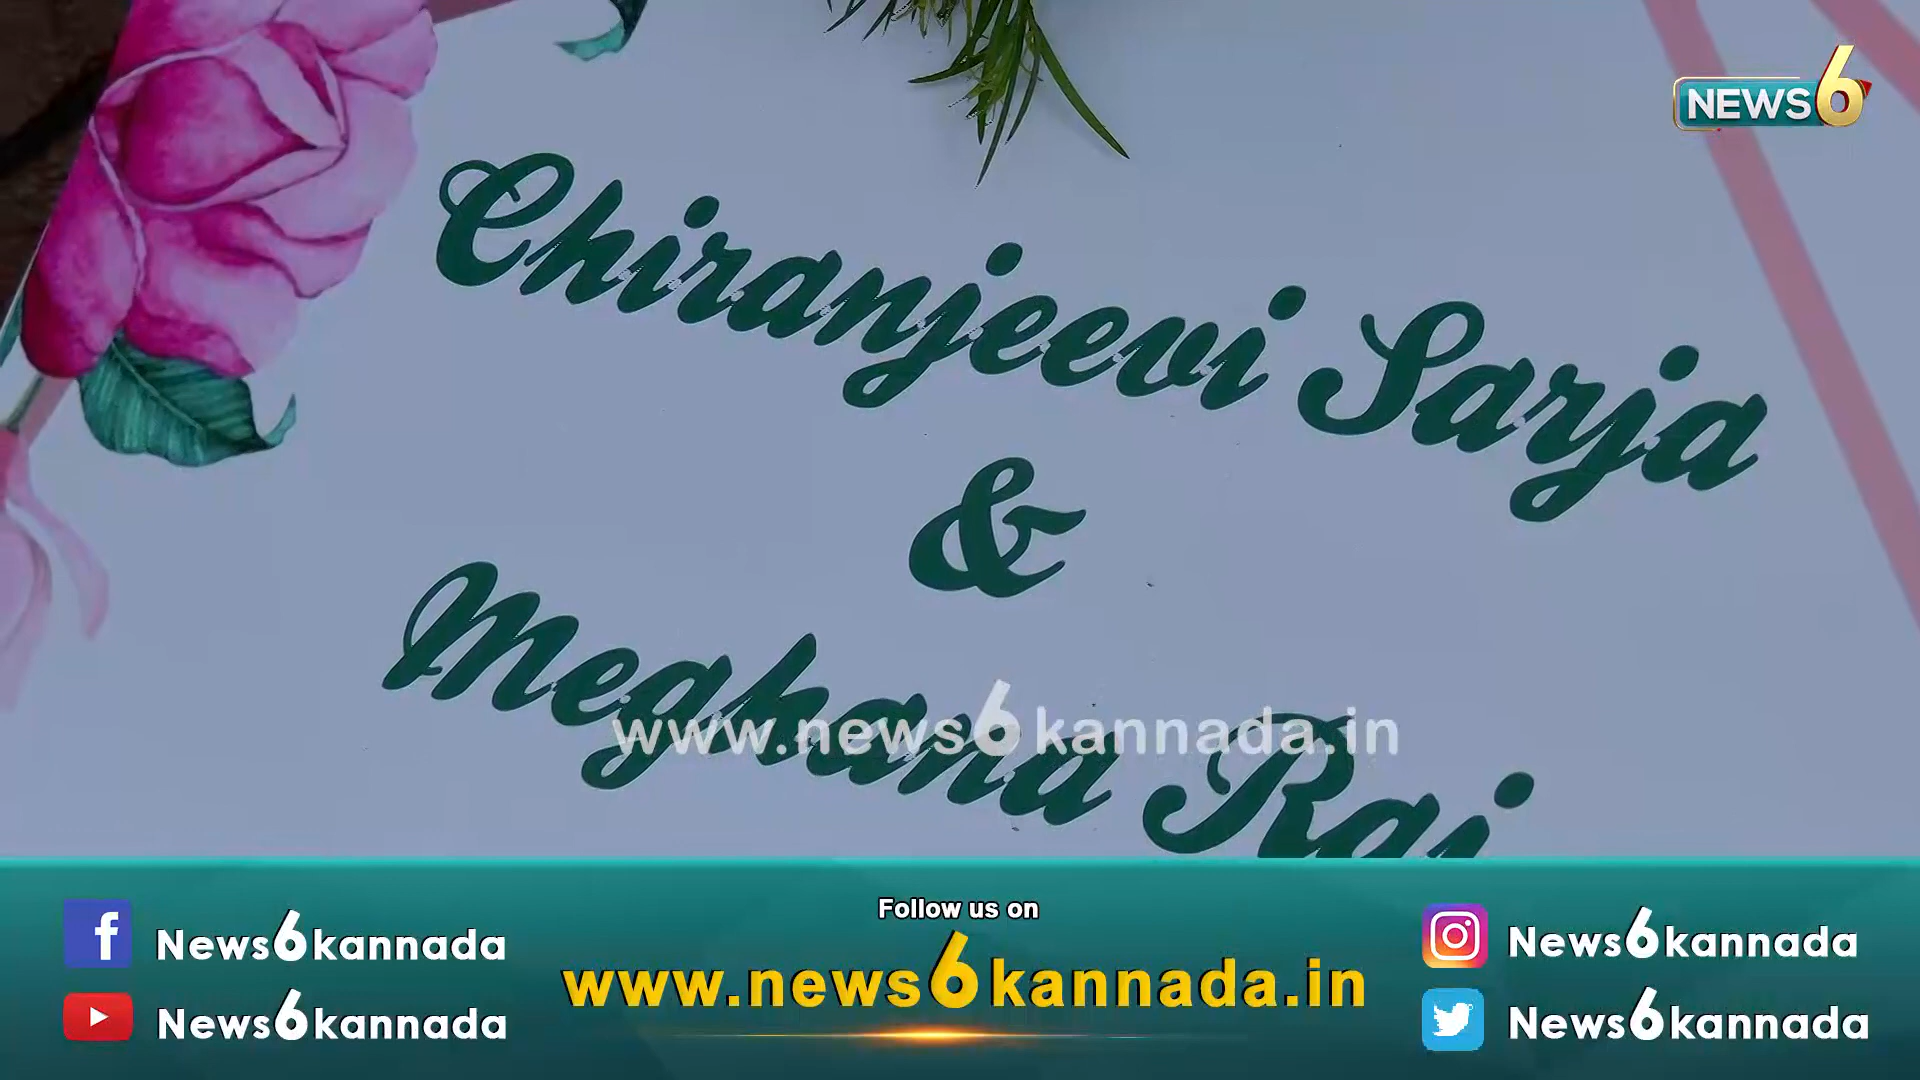 NEWS6
Chiranjeevi Sarja
&
Meghana Raj
www.news6kannada.in
Follow us on
News6kannada
www.news6kannada.in
News6kannada
News6kannada
News6kannada